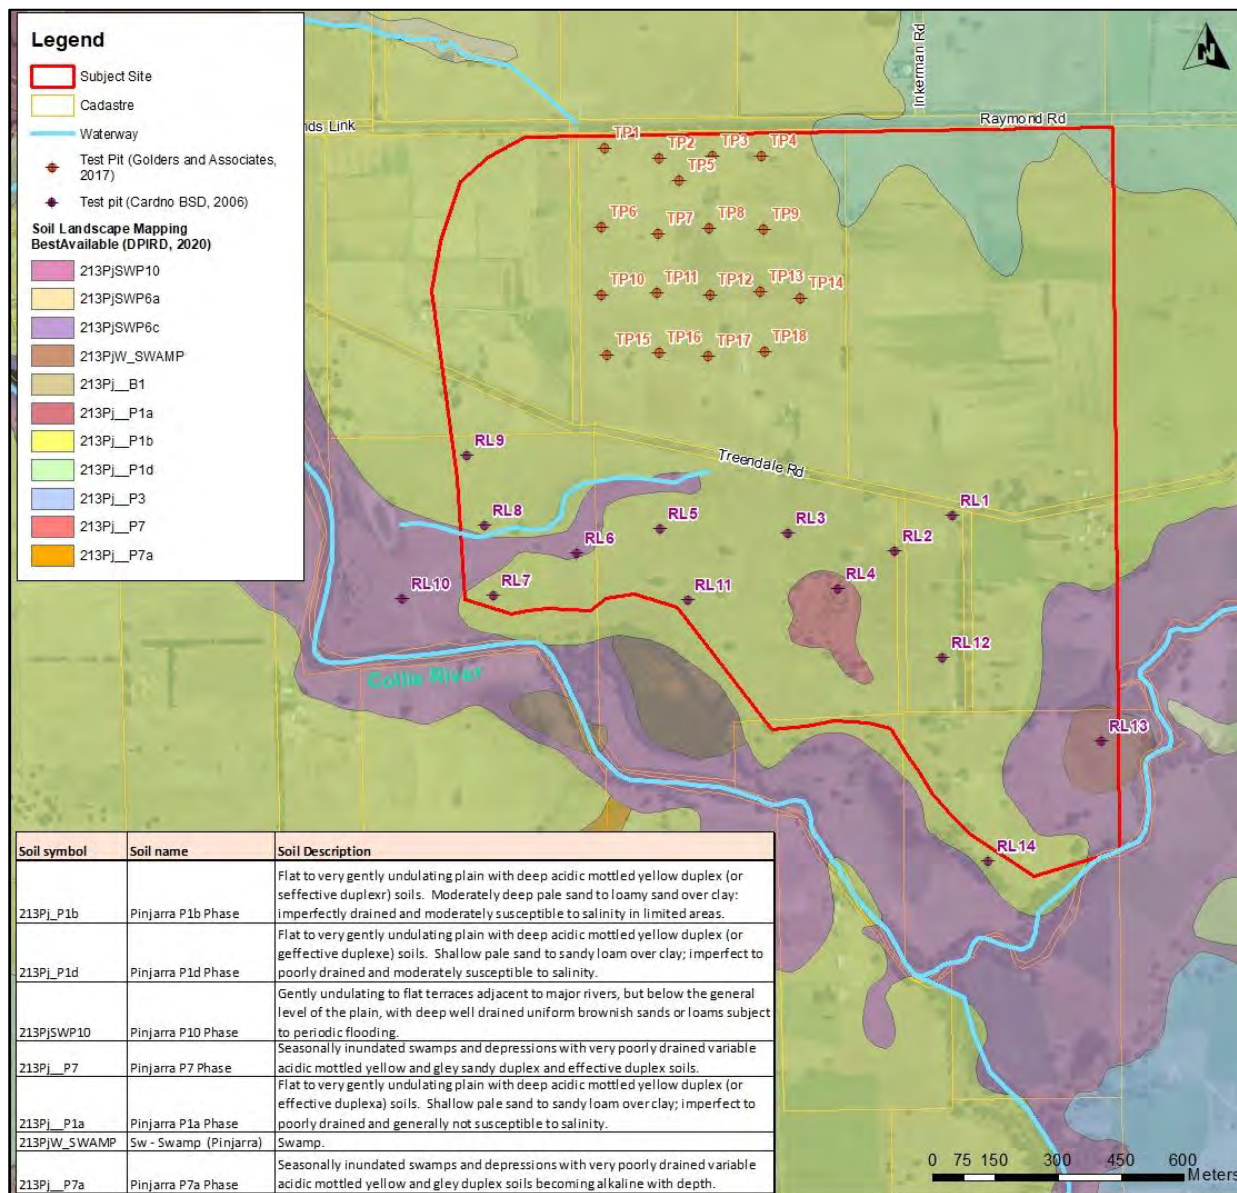 Legend
Subject Site
Cadastre
Waterway
Test Pit (Golders and Associates,
2017)
Test pit (Cardno BSD, 2006)
Soil Landscape Mapping
BestAvailable (DPIRD, 2020)
213PjSWP10
213PjSWP6a
213PjSWP6c
213PjW_SWAMP
213Pj__B1
213Pj__P1a
213Pj__P1b
213Pj__P1d
213Pj__P3
213Pj__P7
213Pj__P7a
N
Inkerman Rd
nds Link
Raymond Rd
TP1
TP2
TP3
TP4
TP5
TP6
TP7
TP8
TP9
TP10
TP11
TP12
TP13
TP14
TP15
TP16
TP17
TP18
Treendale Rd
RL9
RL8
RL5
RL3
RL1
RL2
RL6
RL4
RL7
RL10
RL11
RL12
RL13
RL14
Collie River
Soil symbol Soil name Soil Description
213Pj_P1b Pinjarra P1b Phase
Flat to very gently undulating plain with deep acidic mottled yellow duplex (or
seffective duplexr) soils. Moderately deep pale sand to loamy sand over clay:
imperfectly drained and moderately susceptible to salinity in limited areas.
213Pj_P1d Pinjarra P1d Phase
Flat to very gently undulating plain with deep acidic mottled yellow duplex (or
geffective duplexe) soils. Shallow pale sand to sandy loam over clay; imperfect to
poorly drained and moderately susceptible to salinity.
213PjSWP10 Pinjarra P10 Phase
Gently undulating to flat terraces adjacent to major rivers, but below the general
level of the plain, with deep well drained uniform brownish sands or loams subject
to periodic flooding.
213Pj__P7 Pinjarra P7 Phase
Seasonally inundated swamps and depressions with very poorly drained variable
acidic mottled yellow and gley sandy duplex and effective duplex soils.
213Pj__P1a Pinjarra P1a Phase
Flat to very gently undulating plain with deep acidic mottled yellow duplex (or
effective duplexa) soils. Shallow pale sand to sandy loam over clay; imperfect to
poorly drained and generally not susceptible to salinity.
213PjW_SWAMP Sw - Swamp (Pinjarra) Swamp.
213Pj__P7a Pinjarra P7a Phase
Seasonally inundated swamps and depressions with very poorly drained variable
acidic mottled yellow and gley duplex soils becoming alkaline with depth.
0 75 150 300 450 600
Meters